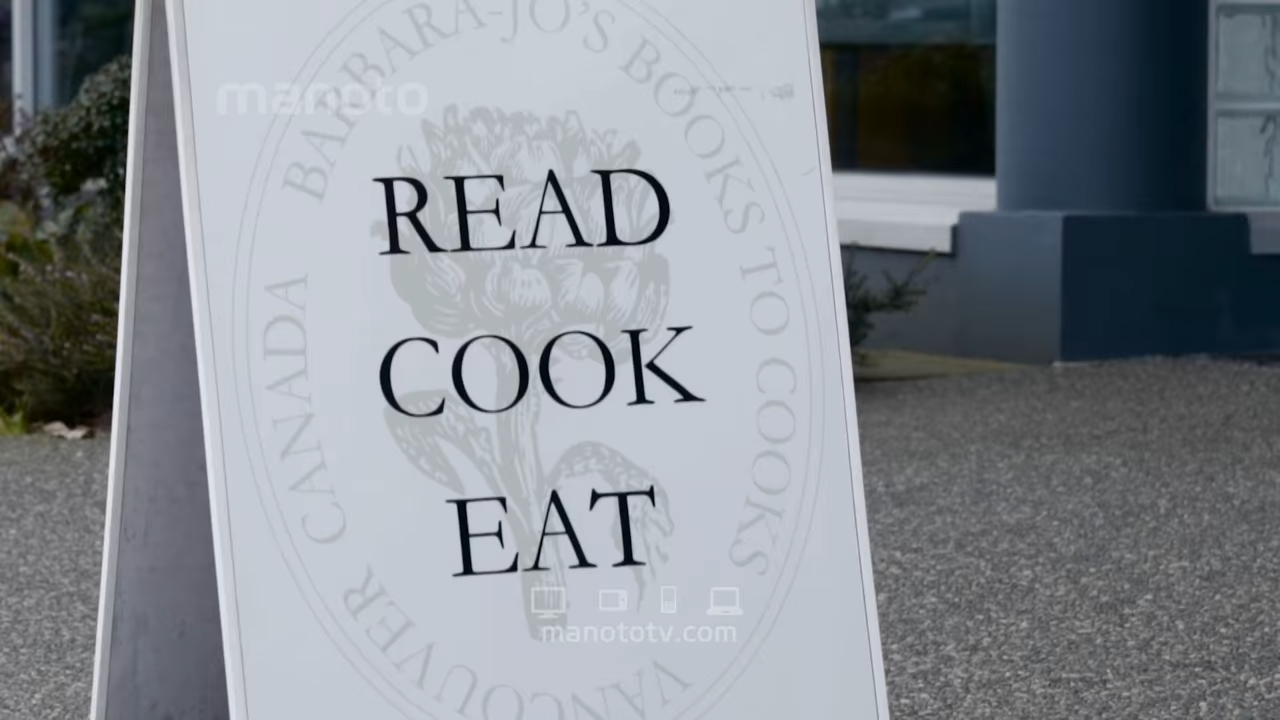 BARBARA-JO'S BOOKS TO COOKS
manoto
READ
COOK
EAT
VANCOUVER CANADA
manototv.com